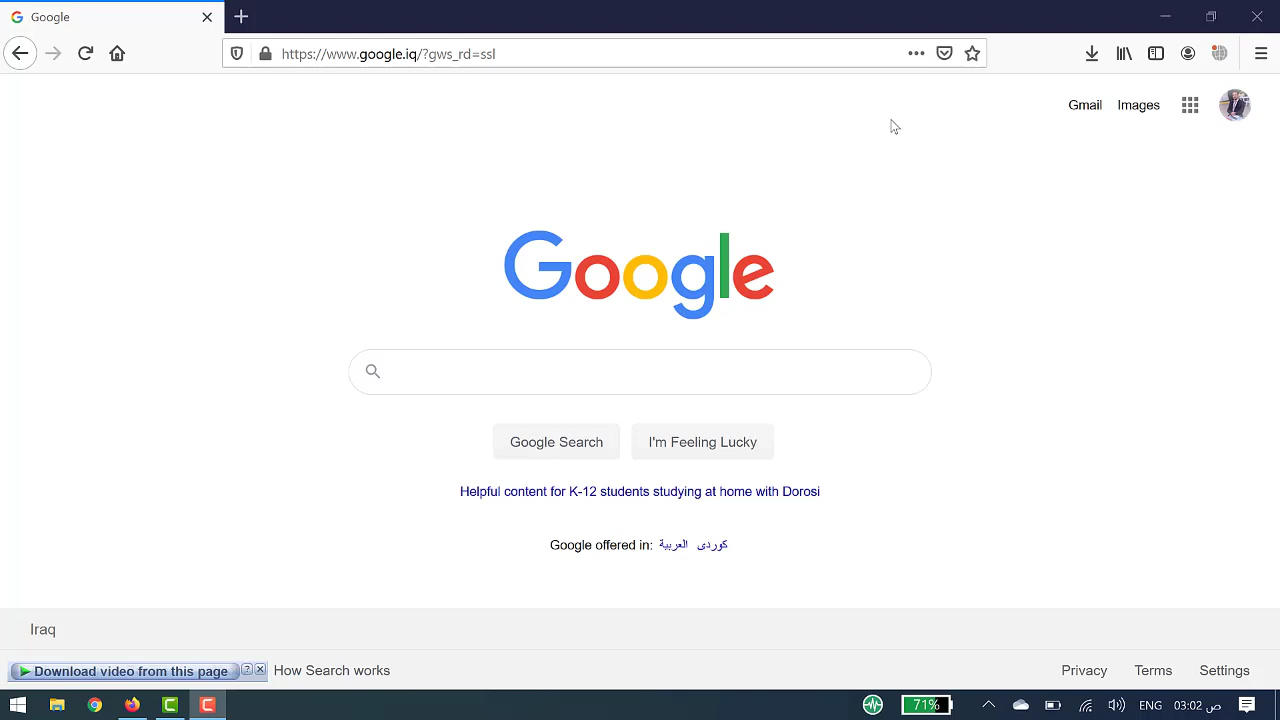 Google
https://www.google.iq/?gws_rd=ssl
Gmail Images
Google
Google Search I'm Feeling Lucky
Helpful content for K-12 students studying at home with Dorosi
Google offered in: العربية كوردی
Iraq
Download video from this page ? How Search works Privacy Terms Settings
71% ENG 03:02 ص